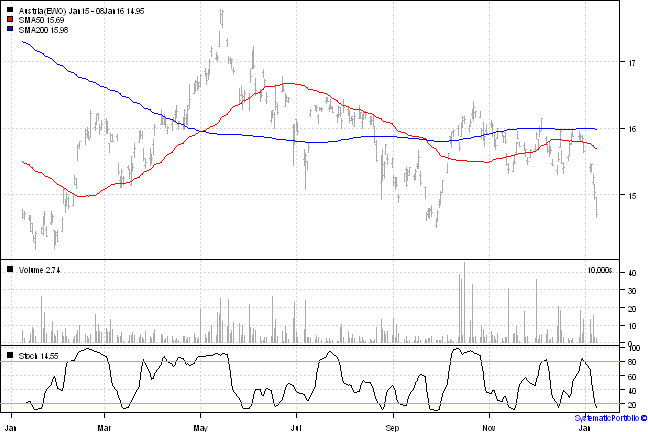 Austria(EWO) Jan15 - 08Jan16 14.95
SMA50 15.69
SMA200 15.98
17
16
15
Volume 2.74
10,000s
40
30
20
10
0
Stoch 14.55
100
80
60
40
20
Jan
Mar
May
Jul
Sep
Nov
Jan
SystematicPortfolio ©